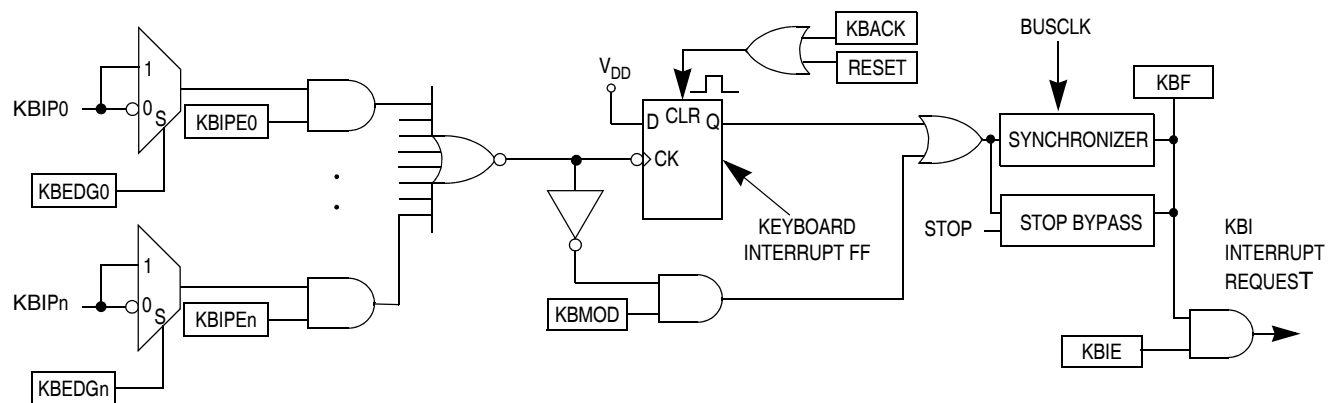 KBIP0
1
0
S
KBEDG0
KBIPE0
KBIPn
1
0
S
KBEDGn
KBIPEn
VDD
D
CLR
Q
CK
KBACK
RESET
KEYBOARD
INTERRUPT FF
KBMOD
BUSCLK
SYNCHRONIZER
STOP
STOP BYPASS
KBF
KBI
INTERRUPT
REQUEST
KBIE